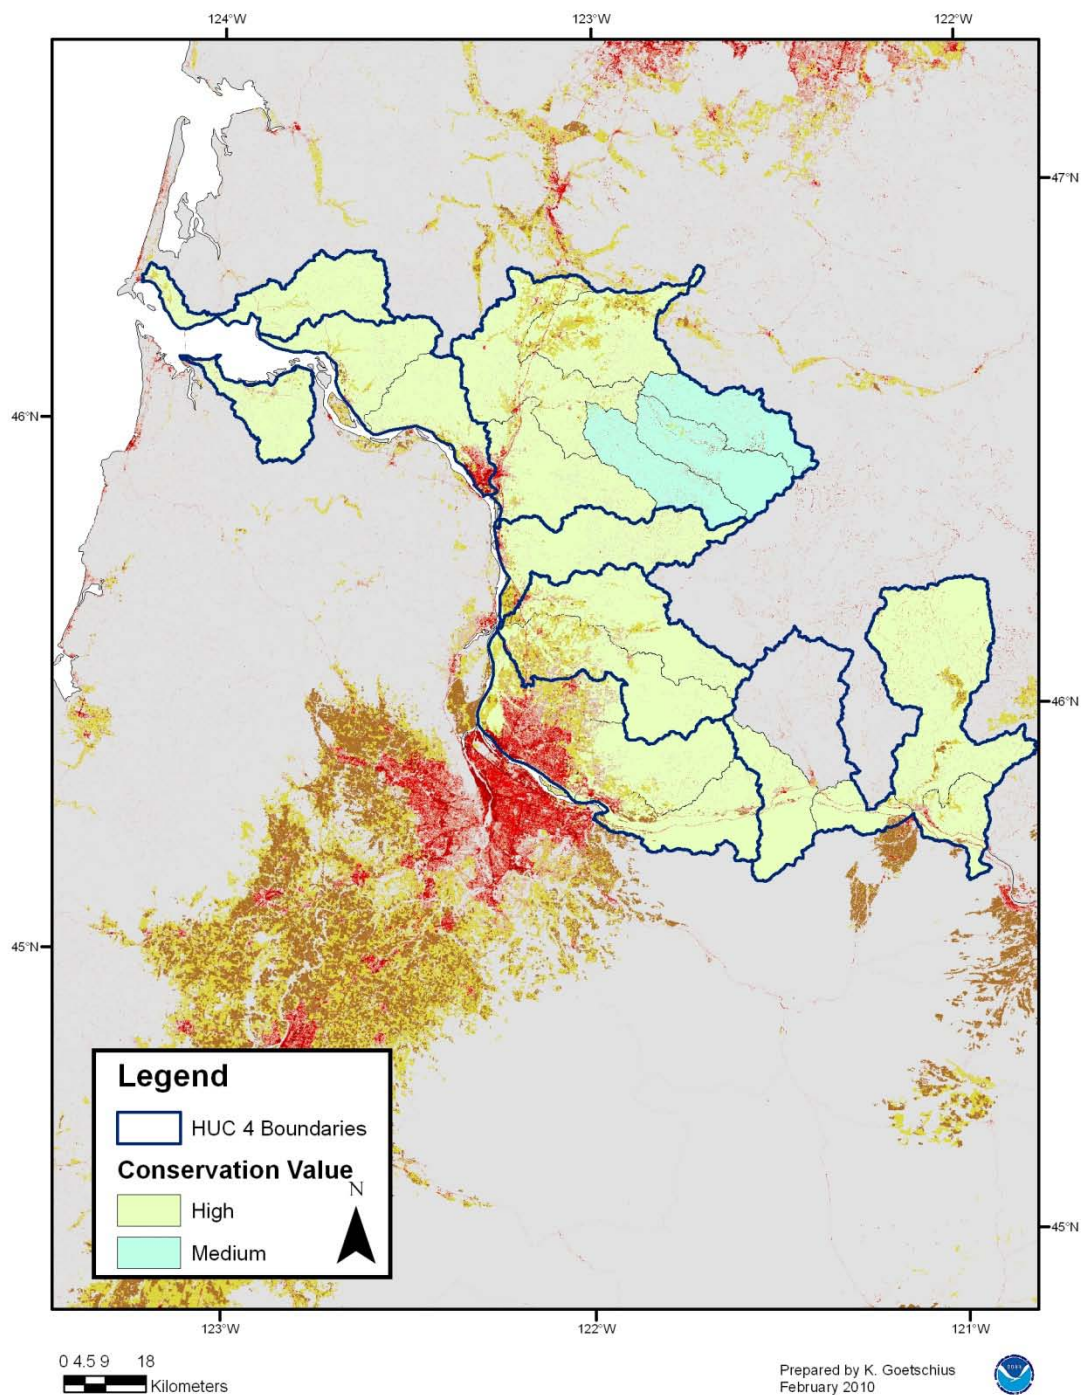 124°W
123°W
122°W
47°N
46°N
46°N
45°N
45°N
Legend
HUC 4 Boundaries
Conservation Value
N
High
Medium
123°W
122°W
121°W
0 4.5 9 18
Kilometers
Prepared by K. Goetschius
February 2010